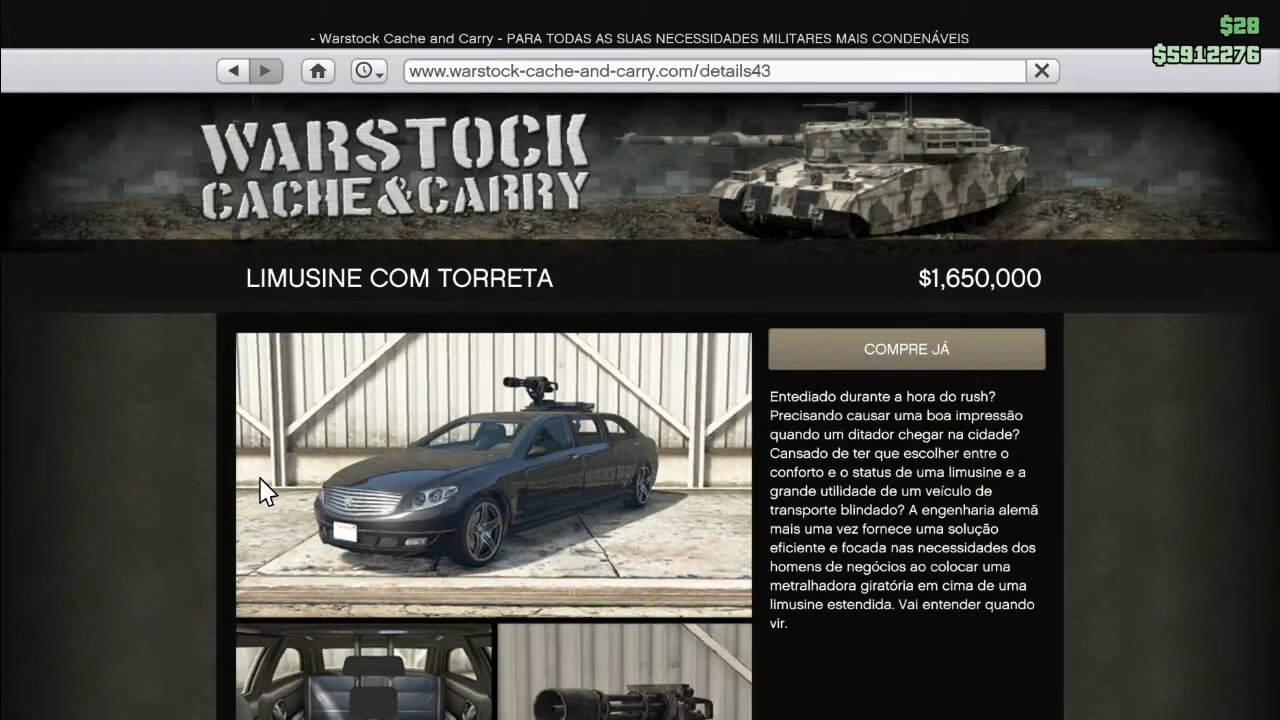 $28
- Warstock Cache and Carry - PARA TODAS AS SUAS NECESSIDADES MILITARES MAIS CONDENÁVEIS
$5912276
www.warstock-cache-and-carry.com/details43
WARSTOCK
CACHE&CARRY
LIMUSINE COM TORRETA
$1,650,000
COMPRE JÁ
Entediado durante a hora do rush?
Precisando causar uma boa impressão
quando um ditador chegar na cidade?
Cansado de ter que escolher entre o
conforto e o status de uma limusine e a
grande utilidade de um veículo de
transporte blindado? A engenharia alemã
mais uma vez fornece uma solução
eficiente e focada nas necessidades dos
homens de negócios ao colocar uma
metralhadora giratória em cima de uma
limusine estendida. Vai entender quando
vir.